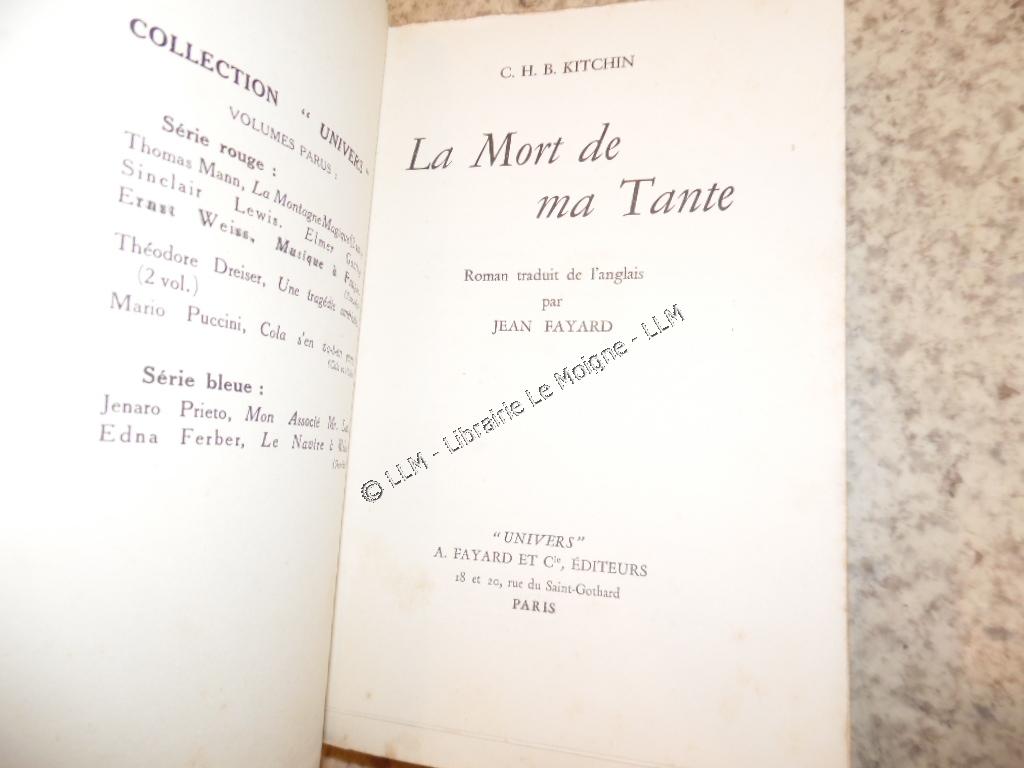 COLLECTION " UNIVERS "
VOLUMES PARUS :
Série rouge :
Thomas Mann, La Montagne Magique
Sinclair Lewis, Elmer
Ernst Weiss, Musique à
Théodore Dreiser, Une tragédie
(2 vol.)
Mario Puccini, Cola s'en
Série bleue :
Jenaro Prieto, Mon Associé Mr.
Edna Ferber, Le Navire à
C. H. B. KITCHIN
La Mort de
ma Tante
Roman traduit de l'anglais
par
JEAN FAYARD
© LLM - Librairie Le Moigne - LLM
"UNIVERS"
A. FAYARD ET Cie, ÉDITEURS
18 et 20, rue du Saint-Gothard
PARIS